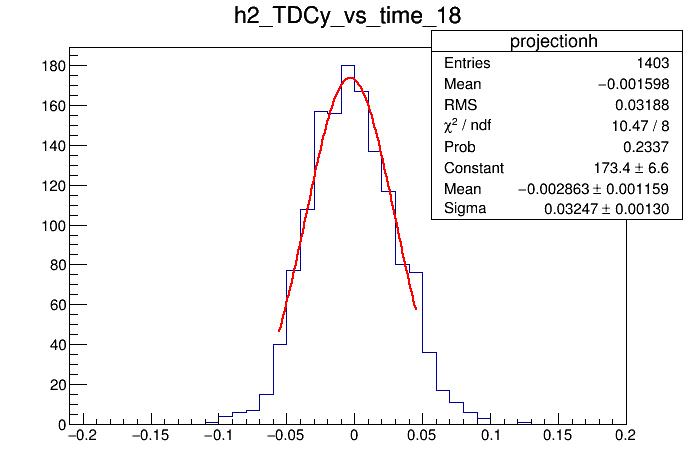 h2_TDCy_vs_time_18
projectionh
Entries 1403
Mean −0.001598
RMS 0.03188
χ² / ndf 10.47 / 8
Prob 0.2337
Constant 173.4 ± 6.6
Mean −0.002863 ± 0.001159
Sigma 0.03247 ± 0.00130
180
160
140
120
100
80
60
40
20
0
−0.2 −0.15 −0.1 −0.05 0 0.05 0.1 0.15 0.2